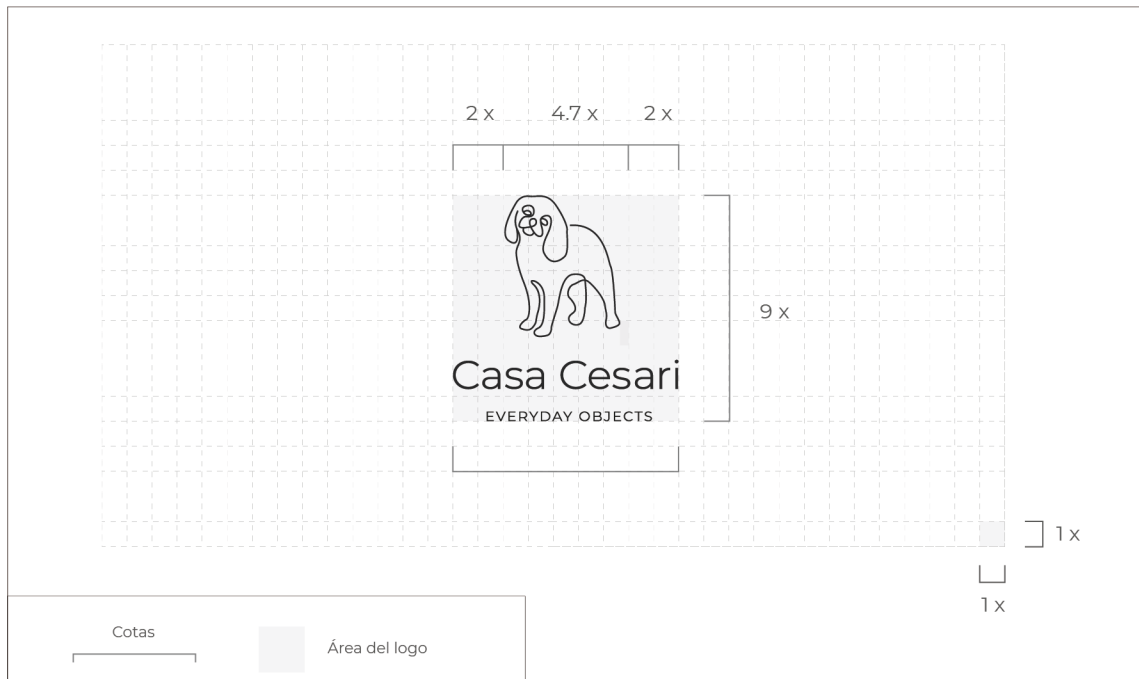 2 x 4.7 x 2 x
9 x
Casa Cesari
EVERYDAY OBJECTS
1 x
1 x
Cotas
Área del logo